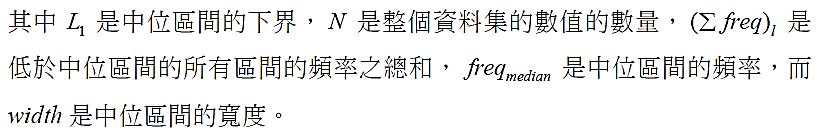 其中 L₁ 是中位區間的下界，N 是整個資料集的數值的數量，(Σ freq)ₗ 是
低於中位區間的所有區間的頻率之總和，freq_median 是中位區間的頻率，而
width 是中位區間的寬度。